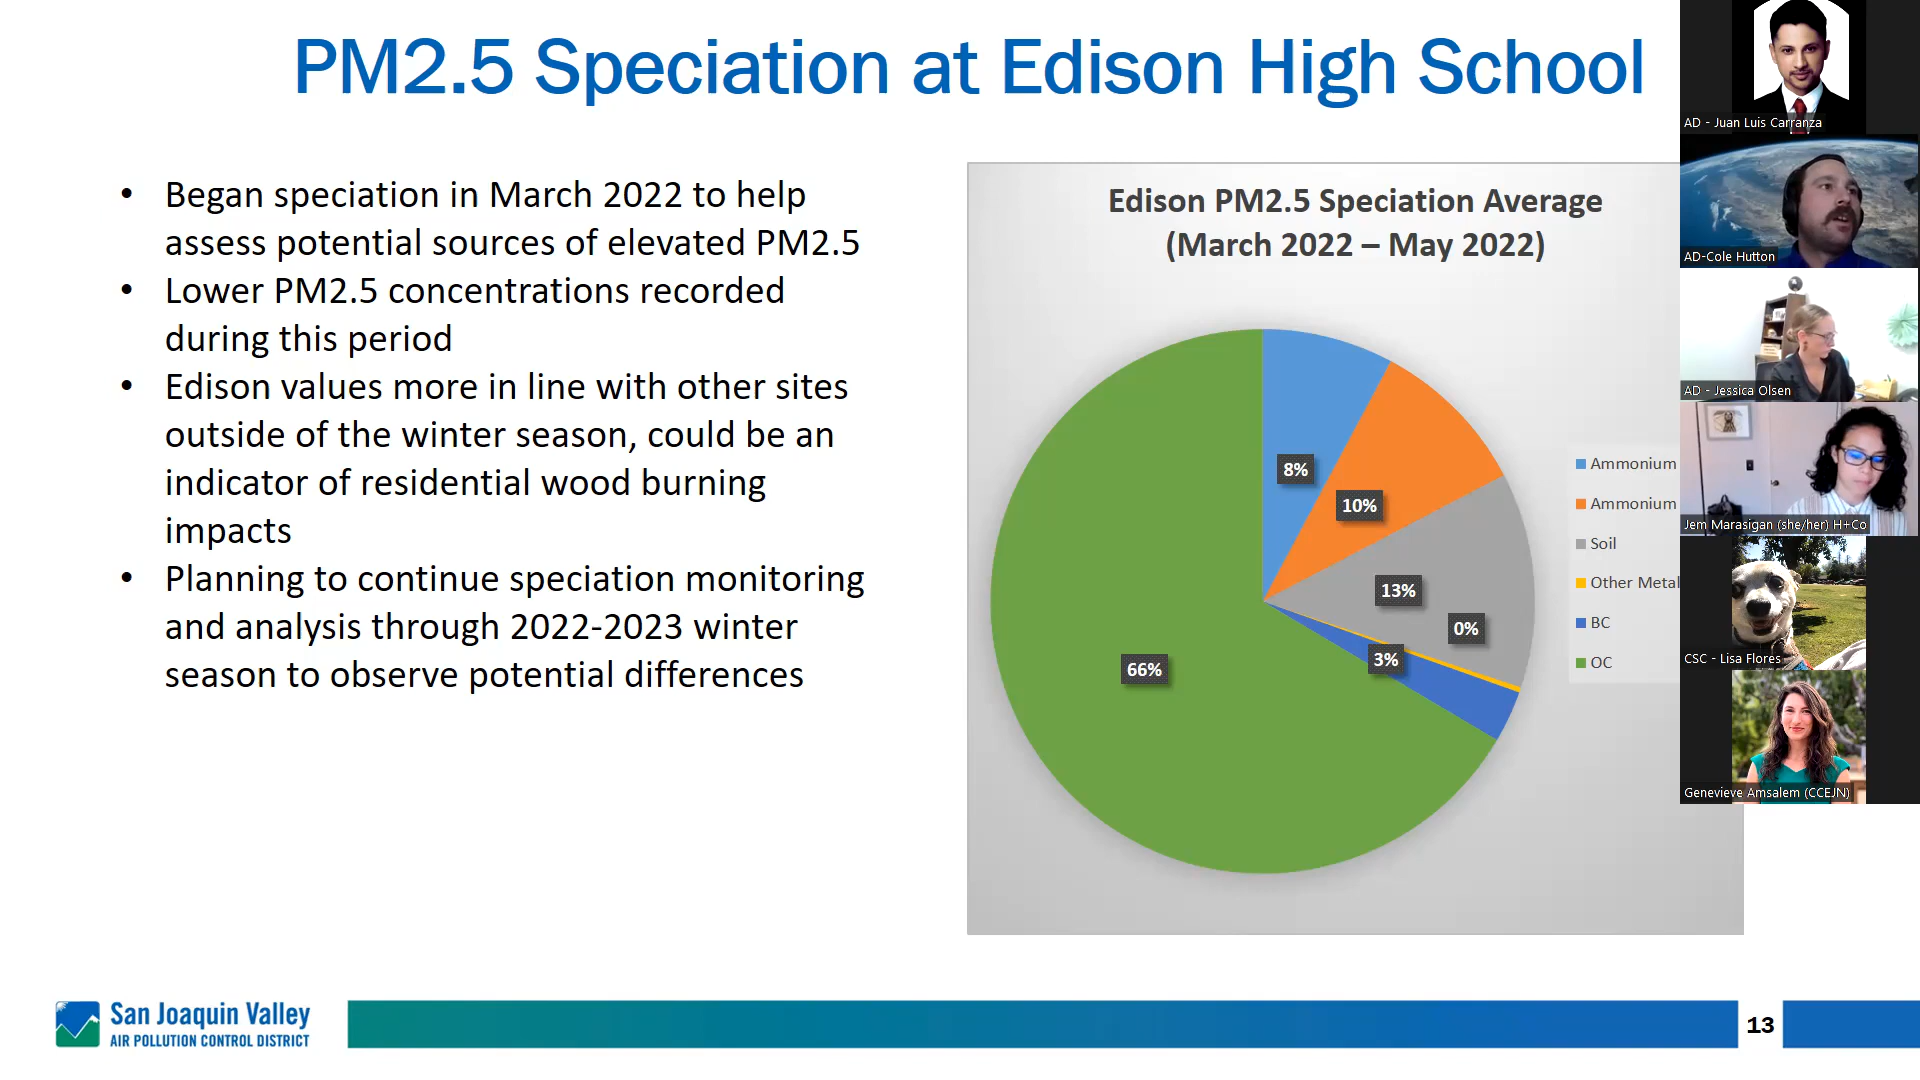 PM2.5 Speciation at Edison High School
• Began speciation in March 2022 to help
assess potential sources of elevated PM2.5
• Lower PM2.5 concentrations recorded
during this period
• Edison values more in line with other sites
outside of the winter season, could be an
indicator of residential wood burning
impacts
• Planning to continue speciation monitoring
and analysis through 2022-2023 winter
season to observe potential differences
Edison PM2.5 Speciation Average
(March 2022 – May 2022)
8%
10%
13%
0%
3%
66%
Ammonium
Ammonium
Soil
Other Metal
BC
OC
AD - Juan Luis Carranza
AD-Cole Hutton
AD - Jessica Olsen
Jem Marasigan (she/her) H+Co
CSC - Lisa Flores
Genevieve Amsalem (CCEJN)
San Joaquin Valley
AIR POLLUTION CONTROL DISTRICT
13